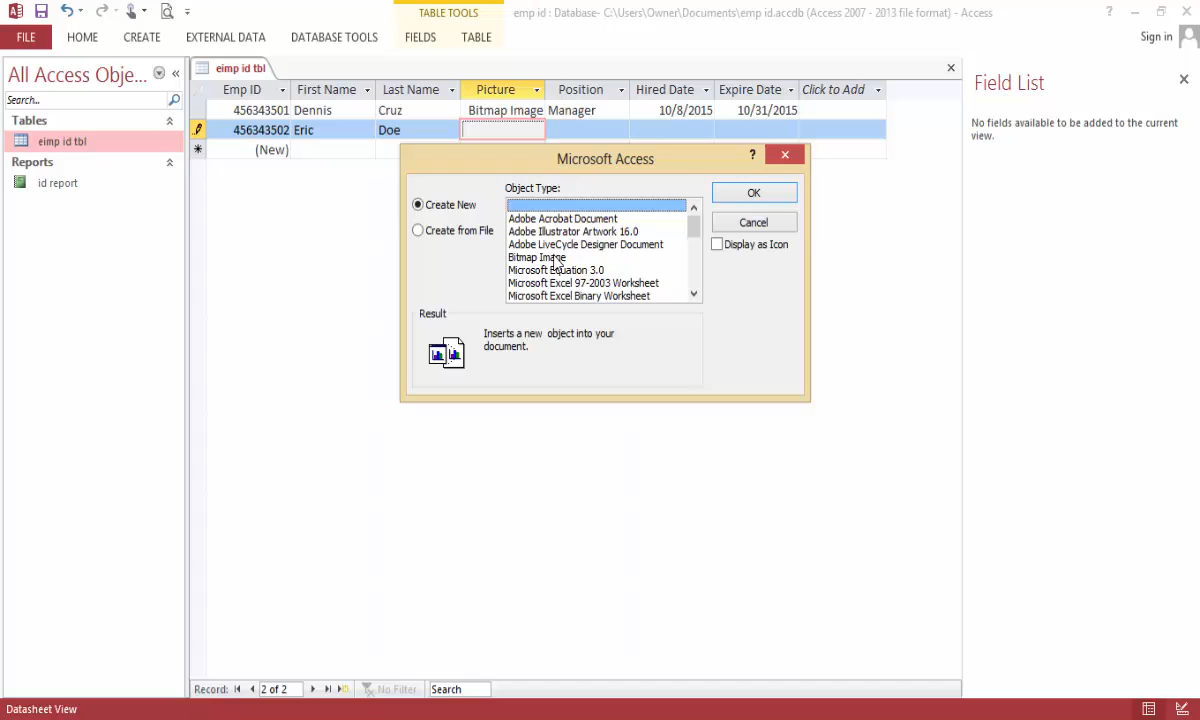 TABLE TOOLS
emp id : Database- C:\Users\Owner\Documents\emp id.accdb (Access 2007 - 2013 file format) - Access
FILE HOME CREATE EXTERNAL DATA DATABASE TOOLS FIELDS TABLE
Sign in
All Access Obje...
Search...
Tables
eimp id tbl
Reports
id report
eimp id tbl
Emp ID First Name Last Name Picture Position Hired Date Expire Date Click to Add
456343501 Dennis Cruz Bitmap Image Manager 10/8/2015 10/31/2015
456343502 Eric Doe
(New)
Microsoft Access
Object Type:
Create New
Create from File
Adobe Acrobat Document
Adobe Illustrator Artwork 16.0
Adobe LiveCycle Designer Document
Bitmap Image
Microsoft Equation 3.0
Microsoft Excel 97-2003 Worksheet
Microsoft Excel Binary Worksheet
OK
Cancel
Display as Icon
Result
Inserts a new object into your
document.
Field List
No fields available to be added to the current
view.
Record: 2 of 2 No Filter Search
Datasheet View